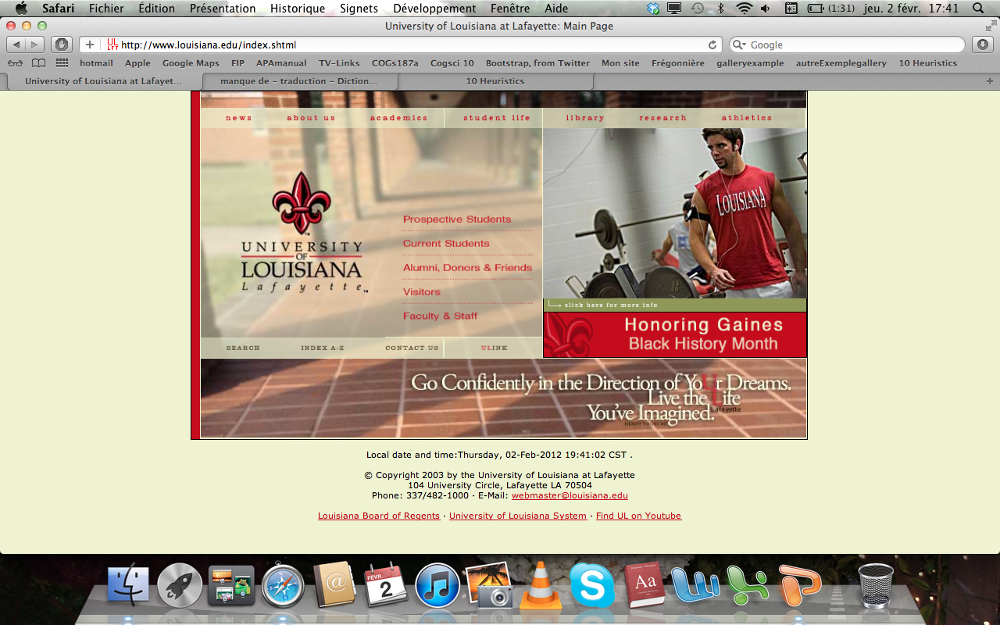 Safari Fichier Édition Présentation Historique Signets Développement Fenêtre Aide (1:31) jeu. 2 févr. 17:41
University of Louisiana at Lafayette: Main Page
UL LFT http://www.louisiana.edu/index.shtml Google
hotmail Apple Google Maps FIP APAmanual TV-Links COGs187a Cogsci 10 Bootstrap, from Twitter Mon site Frégonnière galleryexample autreExemplegallery 10 Heuristics
University of Louisiana at Lafayet... manque de – traduction – Diction... 10 Heuristics
news about us academics student life library research athletics
LOUISIANA
UNIVERSITY
OF
LOUISIANA
Lafayette™
Prospective Students
Current Students
Alumni, Donors & Friends
Visitors
Faculty & Staff
click here for more info
Honoring Gaines
Black History Month
SEARCH INDEX A-Z CONTACT US ULINK
Go Confidently in the Direction of YoUr Dreams.
Live the Life
You've Imagined.
Lafayette
Local date and time:Thursday, 02-Feb-2012 19:41:02 CST .
© Copyright 2003 by the University of Louisiana at Lafayette
104 University Circle, Lafayette LA 70504
Phone: 337/482-1000 · E-Mail: webmaster@louisiana.edu
Louisiana Board of Regents · University of Louisiana System · Find UL on Youtube
FÉVR.
2
Aa